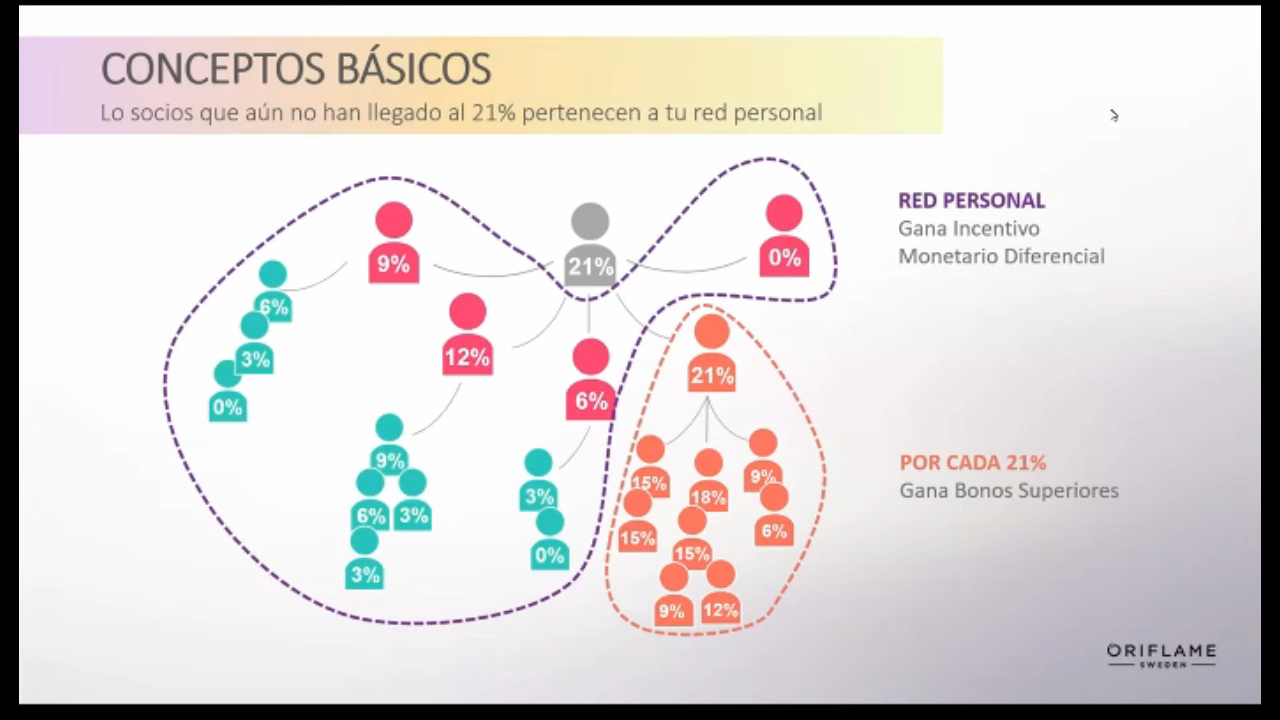 CONCEPTOS BÁSICOS
Lo socios que aún no han llegado al 21% pertenecen a tu red personal
RED PERSONAL
Gana Incentivo
Monetario Diferencial
9%
21%
0%
6%
3%
0%
12%
6%
21%
9%
6%
3%
3%
3%
0%
15%
18%
9%
15%
15%
6%
9%
12%
POR CADA 21%
Gana Bonos Superiores
ORIFLAME
SWEDEN